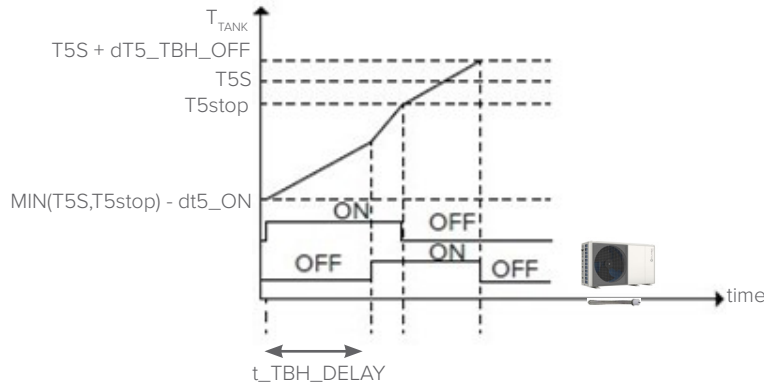 T_TANK
T5S + dT5_TBH_OFF
T5S
T5stop
MIN(T5S,T5stop) - dt5_ON
ON
OFF
OFF
ON
OFF
time
t_TBH_DELAY